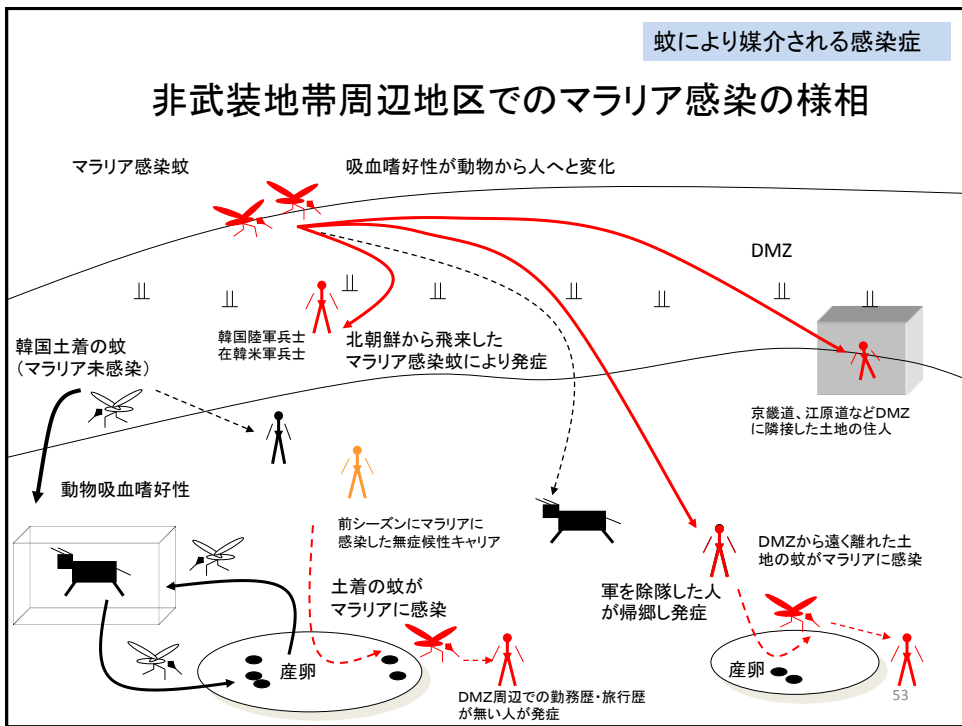 蚊により媒介される感染症
非武装地帯周辺地区でのマラリア感染の様相
マラリア感染蚊
吸血嗜好性が動物から人へと変化
DMZ
韓国陸軍兵士
在韓米軍兵士
北朝鮮から飛来した
マラリア感染蚊により発症
韓国土着の蚊
（マラリア未感染）
京畿道、江原道などDMZ
に隣接した土地の住人
動物吸血嗜好性
前シーズンにマラリアに
感染した無症候性キャリア
DMZから遠く離れた土
地の蚊がマラリアに感染
土着の蚊が
マラリアに感染
軍を除隊した人
が帰郷し発症
産卵
産卵
DMZ周辺での勤務歴・旅行歴
が無い人が発症
53